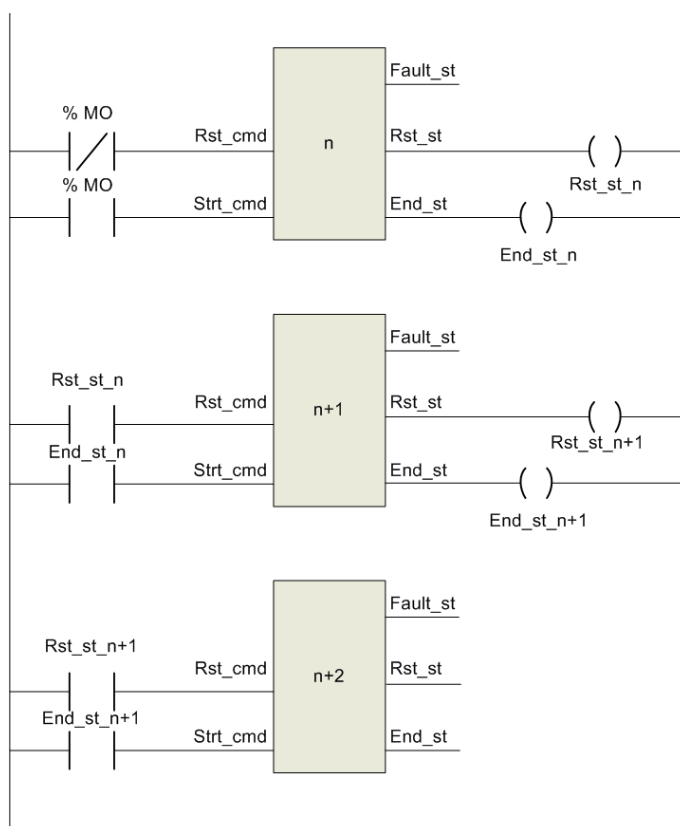 Fault_st
% MO
Rst_cmd
n
Rst_st
Rst_st_n
% MO
Strt_cmd
End_st
End_st_n
Fault_st
Rst_st_n
Rst_cmd
n+1
Rst_st
Rst_st_n+1
End_st_n
Strt_cmd
End_st
End_st_n+1
Fault_st
Rst_st_n+1
Rst_cmd
n+2
Rst_st
End_st_n+1
Strt_cmd
End_st